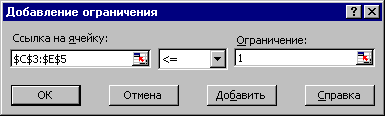 Добавление ограничения
Ссылка на ячейку: Ограничение:
$C$3:$E$5 <= 1
ОК Отмена Добавить Справка